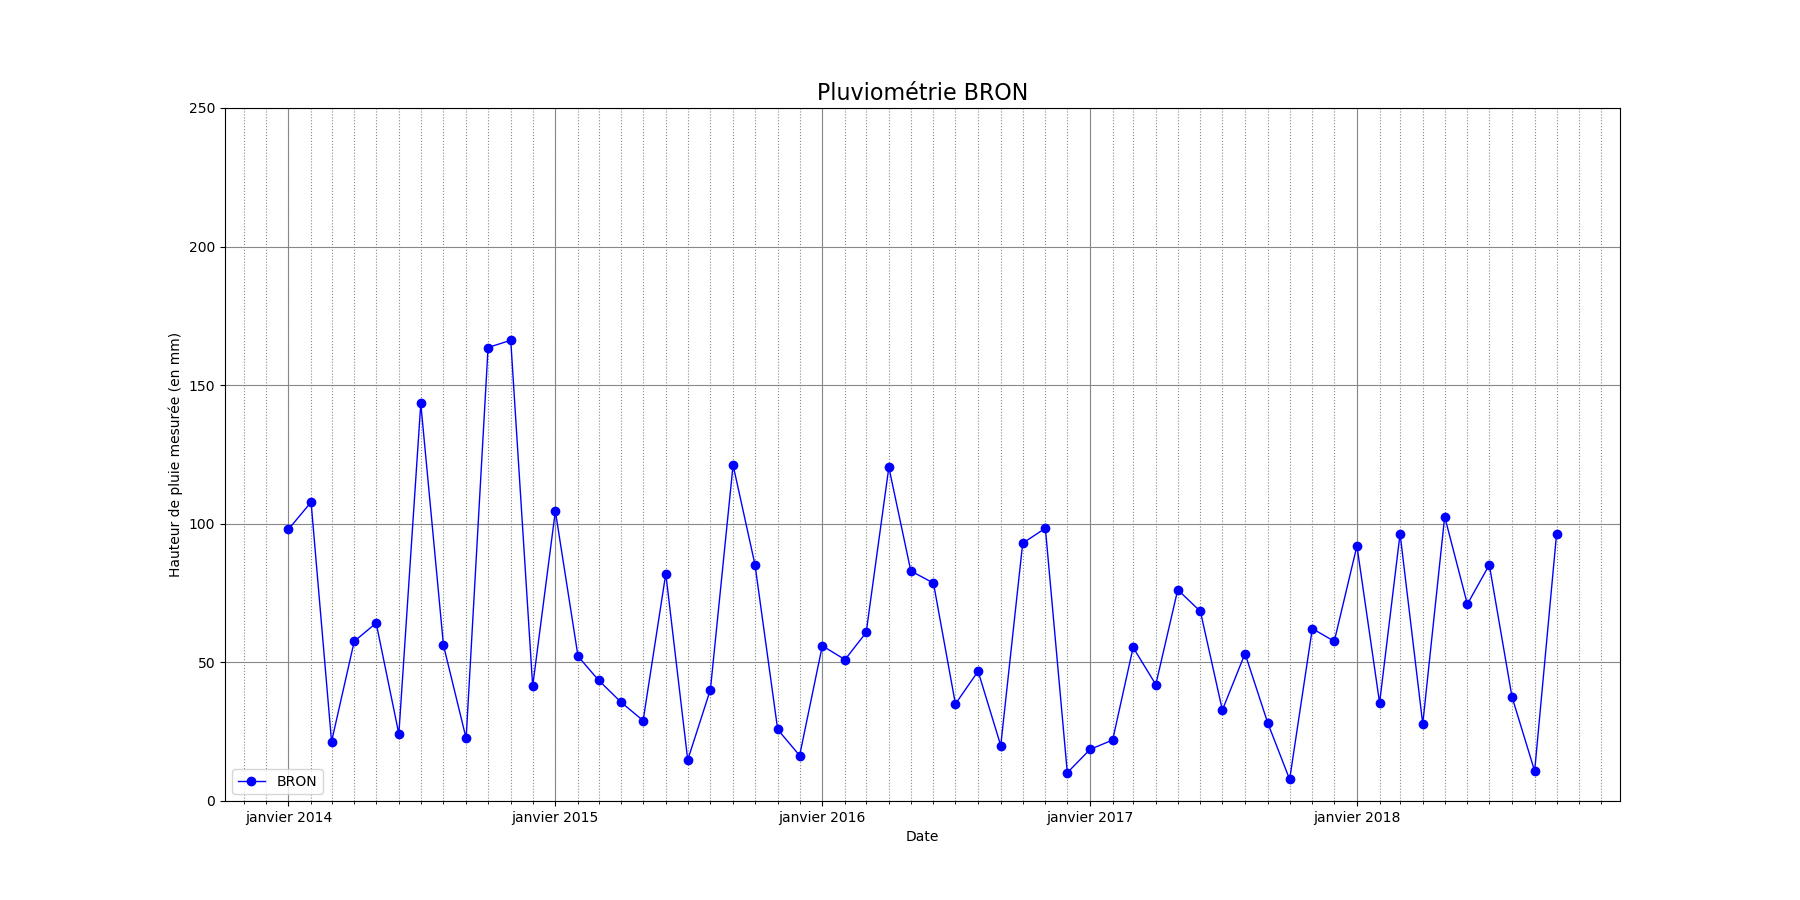 Pluviométrie BRON
250
200
150
100
50
0
Hauteur de pluie mesurée (en mm)
BRON
janvier 2014
janvier 2015
janvier 2016
janvier 2017
janvier 2018
Date